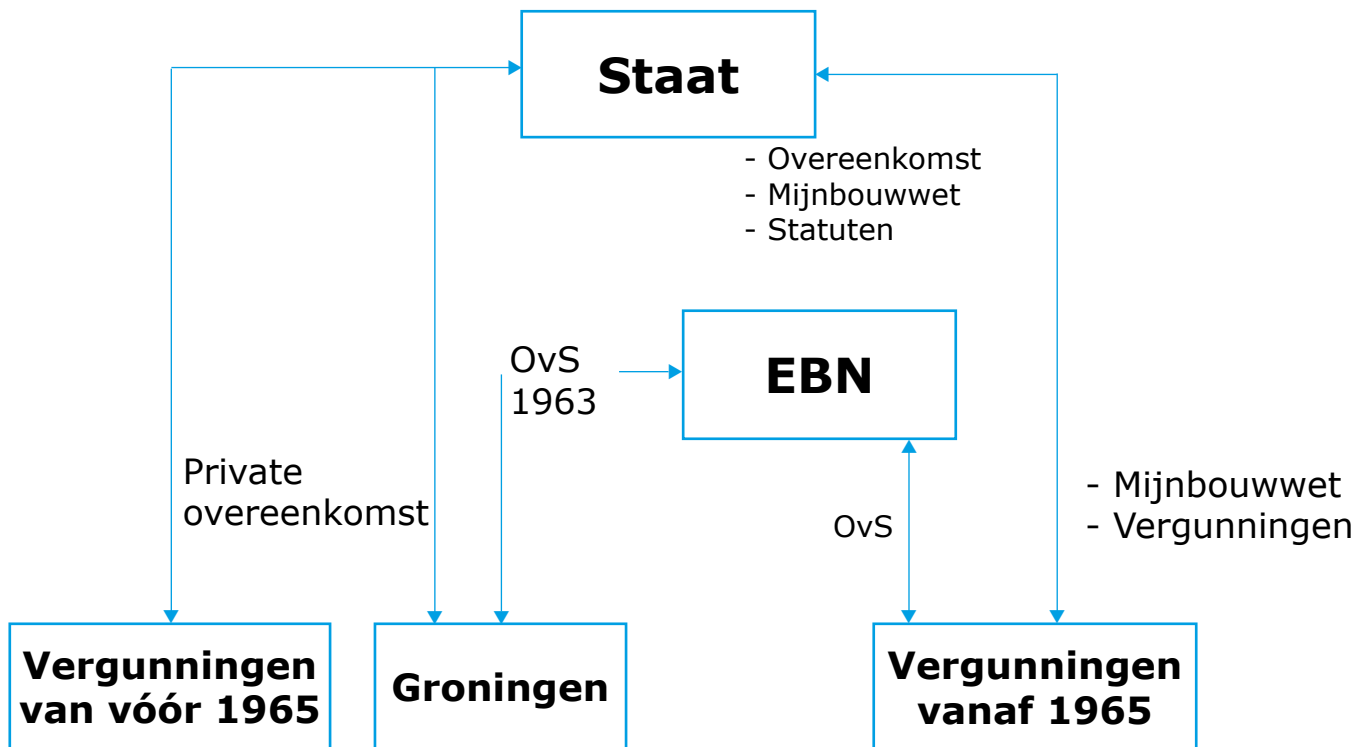 Staat
- Overeenkomst
- Mijnbouwwet
- Statuten
OvS
1963
EBN
Private
overeenkomst
OvS
- Mijnbouwwet
- Vergunningen
Vergunningen
van vóór 1965
Groningen
Vergunningen
vanaf 1965